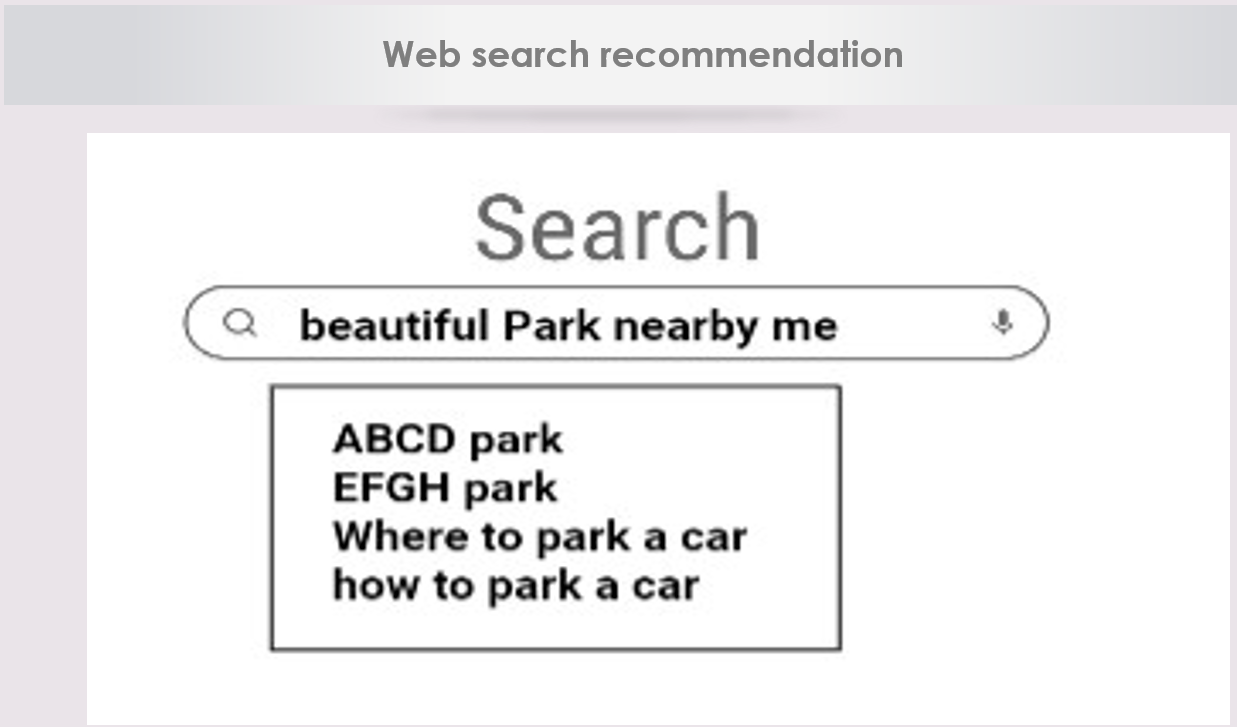 Web search recommendation
Search
beautiful Park nearby me
ABCD park
EFGH park
Where to park a car
how to park a car